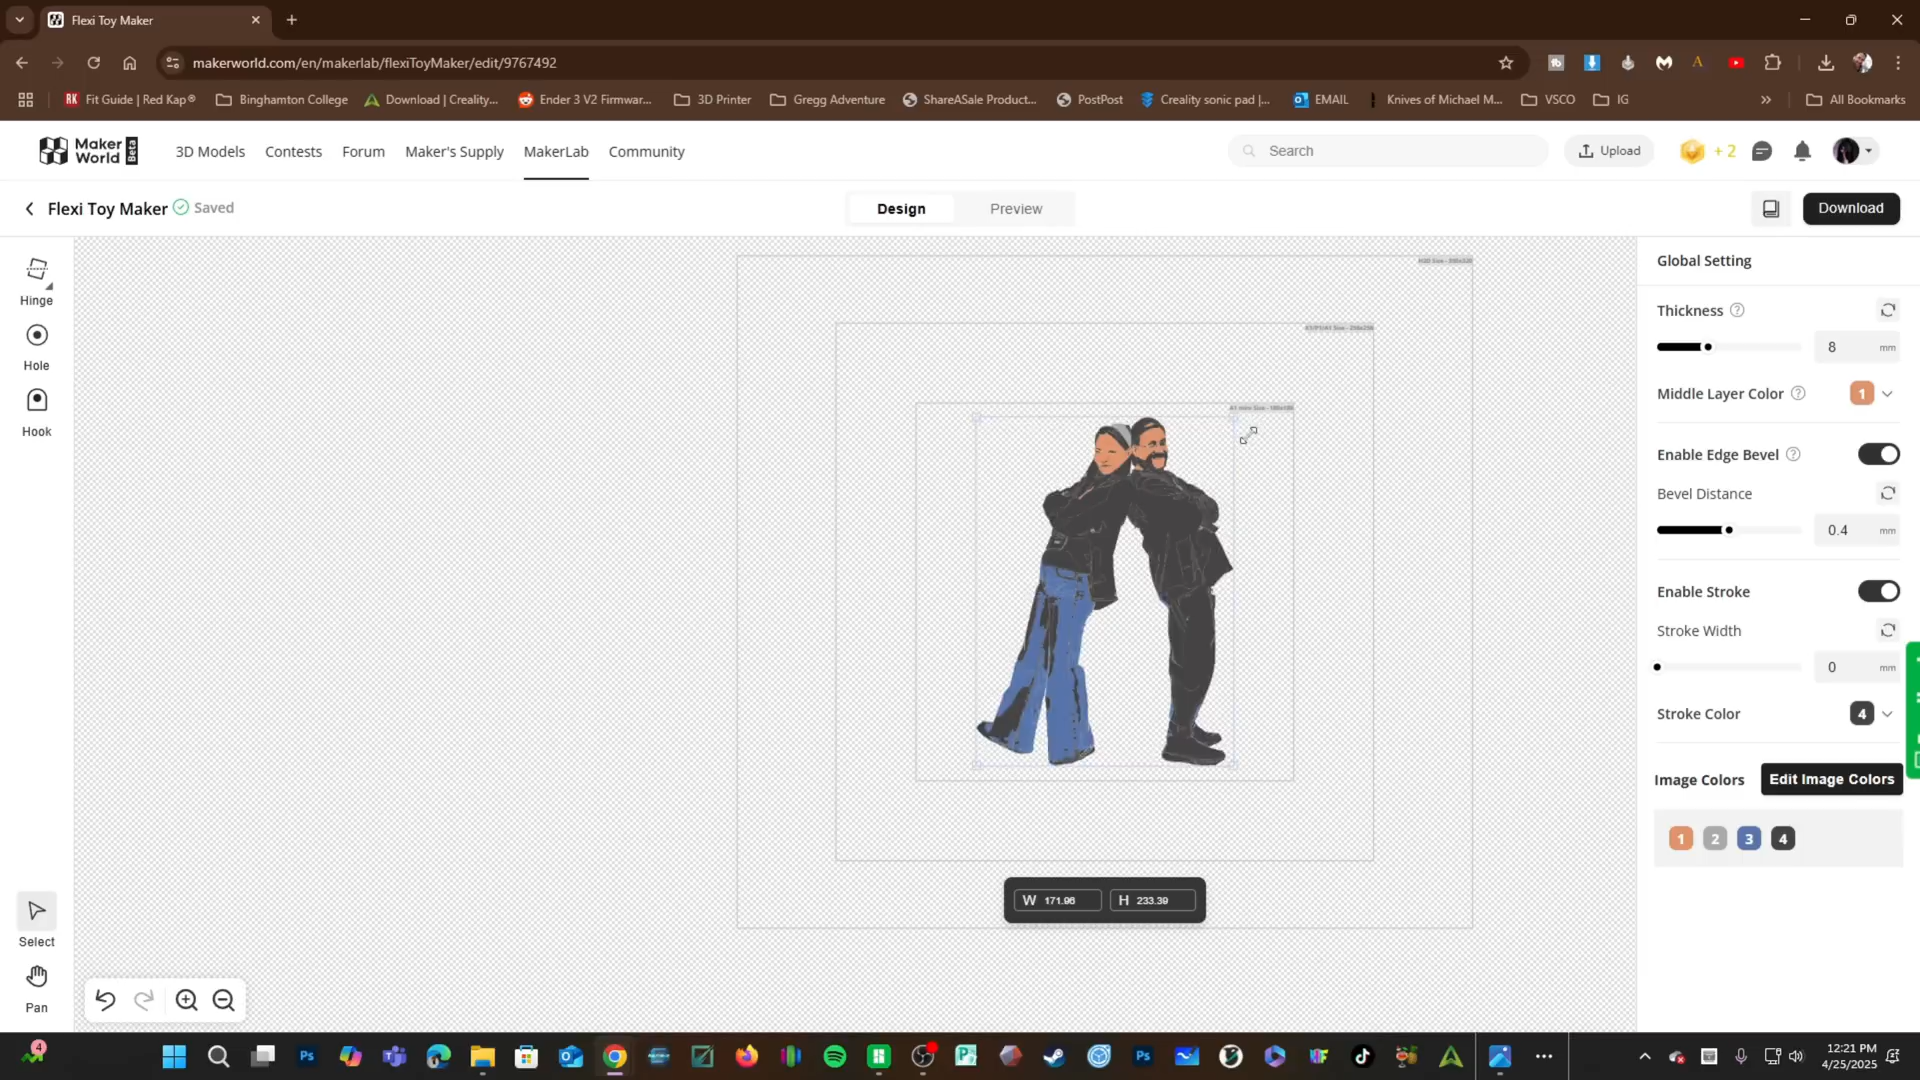 Flexi Toy Maker
makerworld.com/en/makerlab/flexiToyMaker/edit/9767492
RK Fit Guide | Red Kap®
Binghamton College
Download | Creality...
Ender 3 V2 Firmwar...
3D Printer
Gregg Adventure
ShareASale Product...
PostPost
Creality sonic pad |...
EMAIL
Knives of Michael M...
VSCO
IG
All Bookmarks
Maker World Beta
3D Models
Contests
Forum
Maker's Supply
MakerLab
Community
Search
Upload
+ 2
Flexi Toy Maker
Saved
Design
Preview
Download
Hinge
Hole
Hook
Select
Pan
W 171.96
H 233.39
Global Setting
Thickness
8 mm
Middle Layer Color
1
Enable Edge Bevel
Bevel Distance
0.4 mm
Enable Stroke
Stroke Width
0 mm
Stroke Color
4
Image Colors
Edit Image Colors
1 2 3 4
4
12:21 PM
4/25/2025